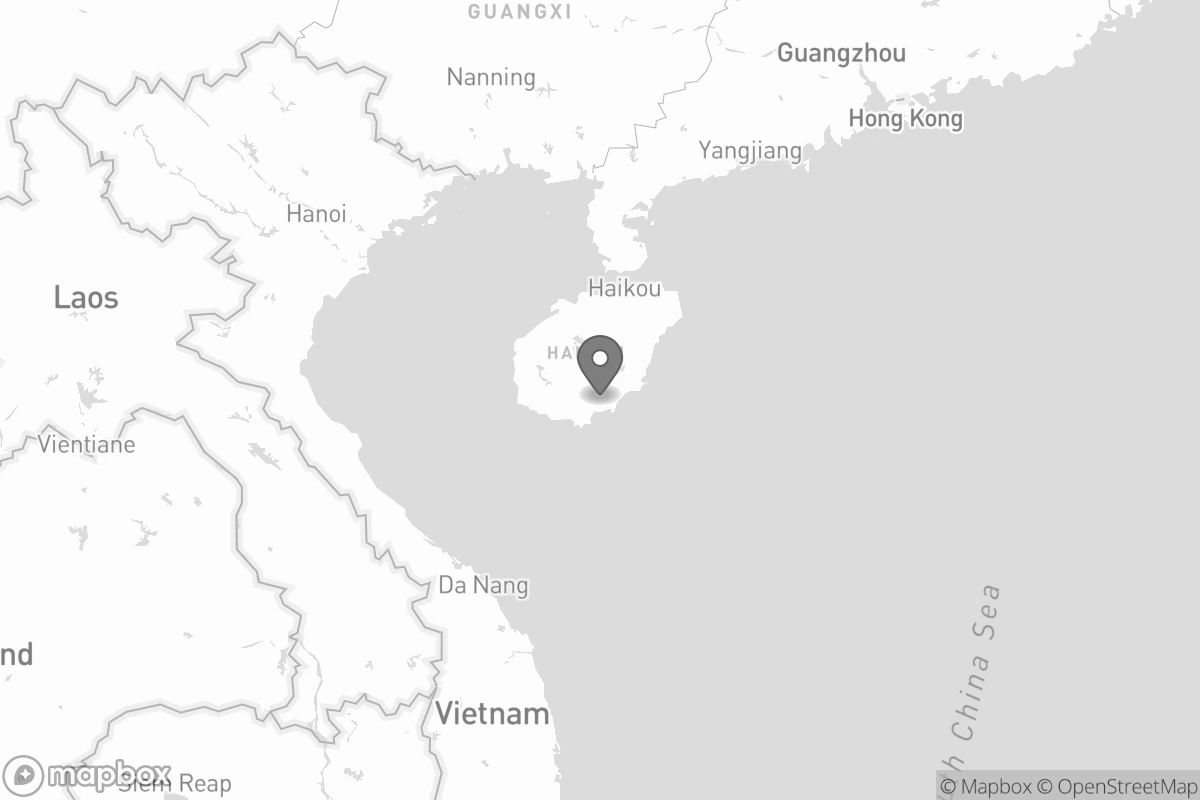 GUANGXI
Guangzhou
Nanning
Hong Kong
Yangjiang
Hanoi
Haikou
Laos
HA
Vientiane
Da Nang
South China Sea
nd
Vietnam
mapbox
Siem Reap
© Mapbox © OpenStreetMap